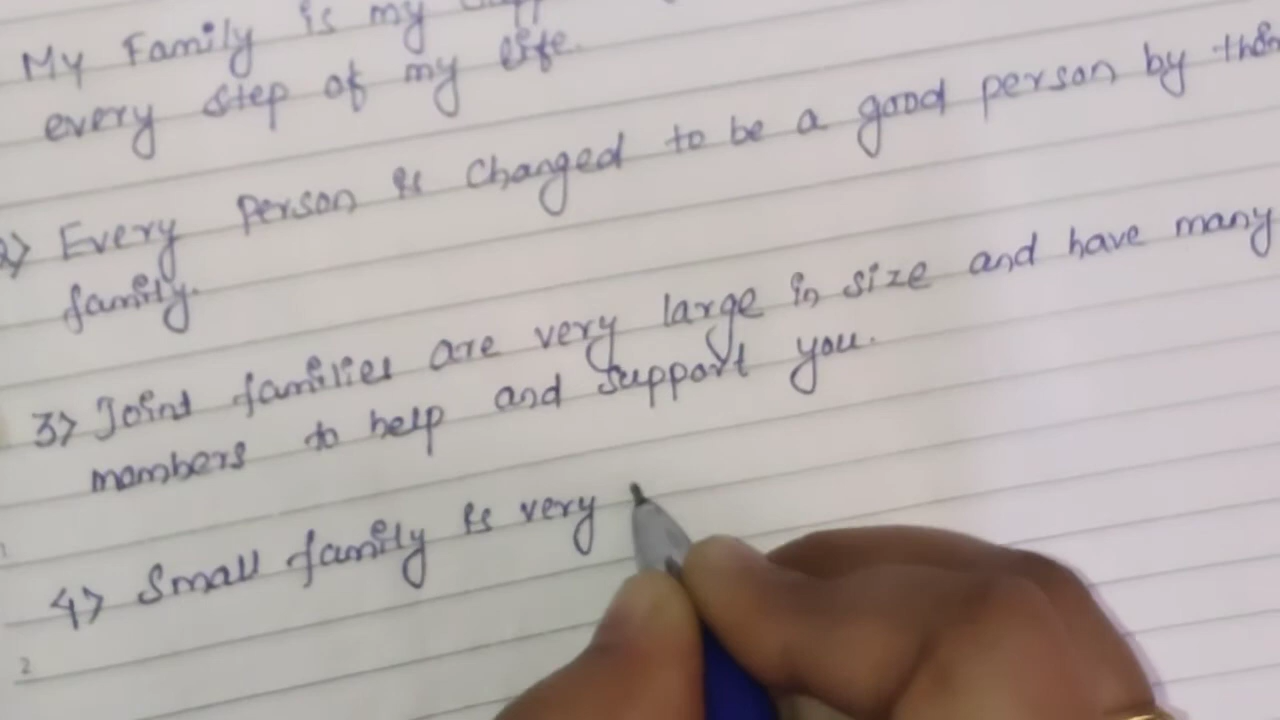 My Family is my
every step of my life.
2> Every person is changed to be a good person by
family.
3> Joint families are very large in size and have many
mambers to help and support you.
4> Small family is very
2